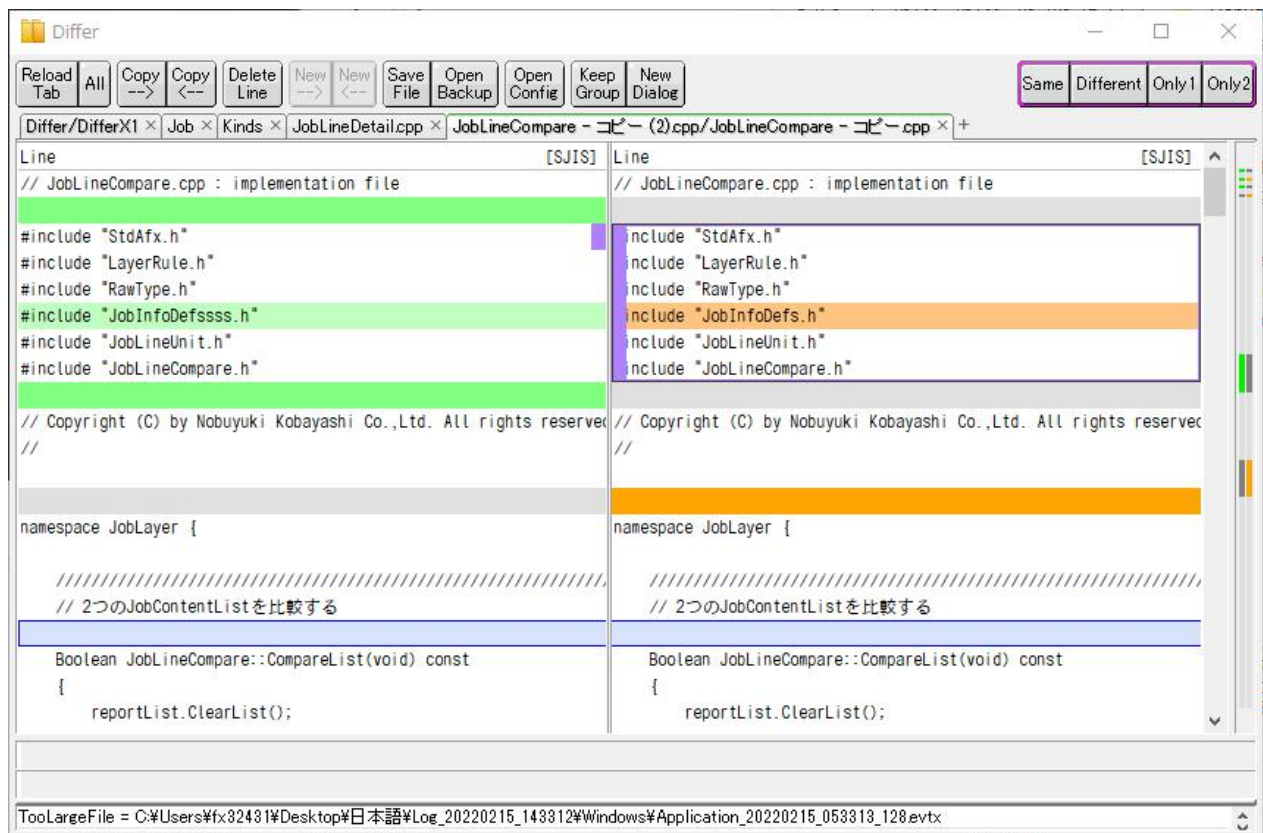 Differ
Reload Tab All Copy --> Copy <-- Delete Line New --> New <-- Save File Open Backup Open Config Keep Group New Dialog Same Different Only1 Only2
Differ/DifferX1 × Job × Kinds × JobLineDetail.cpp × JobLineCompare - コピー (2).cpp/JobLineCompare - コピー.cpp × +
Line [SJIS] Line [SJIS]
// JobLineCompare.cpp : implementation file // JobLineCompare.cpp : implementation file
#include "StdAfx.h" include "StdAfx.h"
#include "LayerRule.h" include "LayerRule.h"
#include "RawType.h" include "RawType.h"
#include "JobInfoDefssss.h" include "JobInfoDefs.h"
#include "JobLineUnit.h" include "JobLineUnit.h"
#include "JobLineCompare.h" include "JobLineCompare.h"
// Copyright (C) by Nobuyuki Kobayashi Co.,Ltd. All rights reserved // Copyright (C) by Nobuyuki Kobayashi Co.,Ltd. All rights reserved
// //
namespace JobLayer { namespace JobLayer {
////////////////////////////////////////////////////////////// //////////////////////////////////////////////////////////////
// 2つのJobContentListを比較する // 2つのJobContentListを比較する
Boolean JobLineCompare::CompareList(void) const Boolean JobLineCompare::CompareList(void) const
{ {
reportList.ClearList(); reportList.ClearList();
TooLargeFile = C:¥Users¥fx32431¥Desktop¥日本語¥Log_20220215_143312¥Windows¥Application_20220215_053313_128.evtx